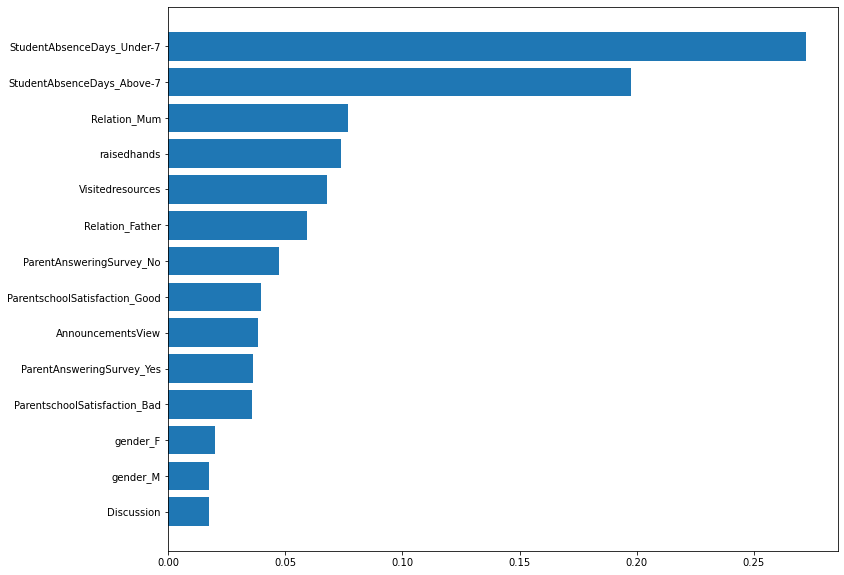 StudentAbsenceDays_Under-7
StudentAbsenceDays_Above-7
Relation_Mum
raisedhands
Visitedresources
Relation_Father
ParentAnsweringSurvey_No
ParentschoolSatisfaction_Good
AnnouncementsView
ParentAnsweringSurvey_Yes
ParentschoolSatisfaction_Bad
gender_F
gender_M
Discussion
0.00 0.05 0.10 0.15 0.20 0.25